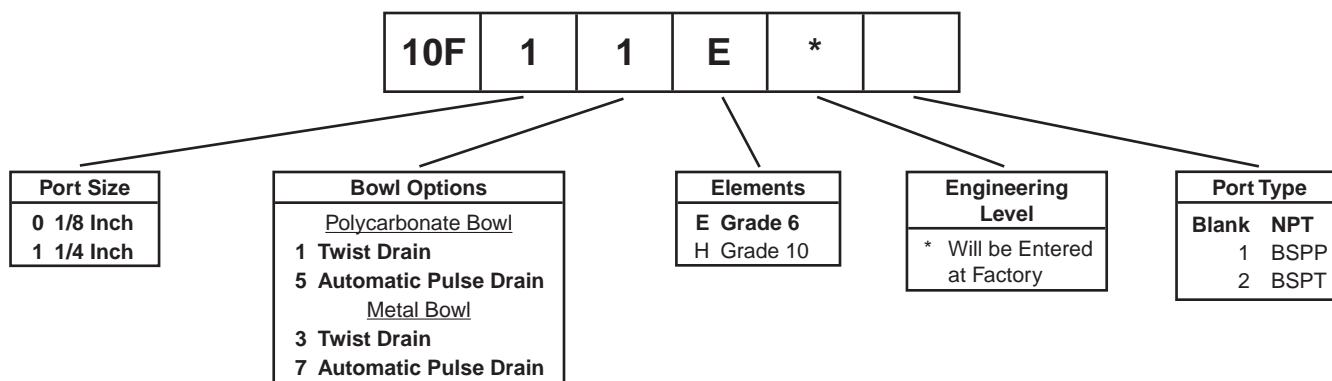 10F 1 1 E *
Port Size
0 1/8 Inch
1 1/4 Inch
Bowl Options
Polycarbonate Bowl
1 Twist Drain
5 Automatic Pulse Drain
Metal Bowl
3 Twist Drain
7 Automatic Pulse Drain
Elements
E Grade 6
H Grade 10
Engineering
Level
* Will be Entered
at Factory
Port Type
Blank NPT
1 BSPP
2 BSPT